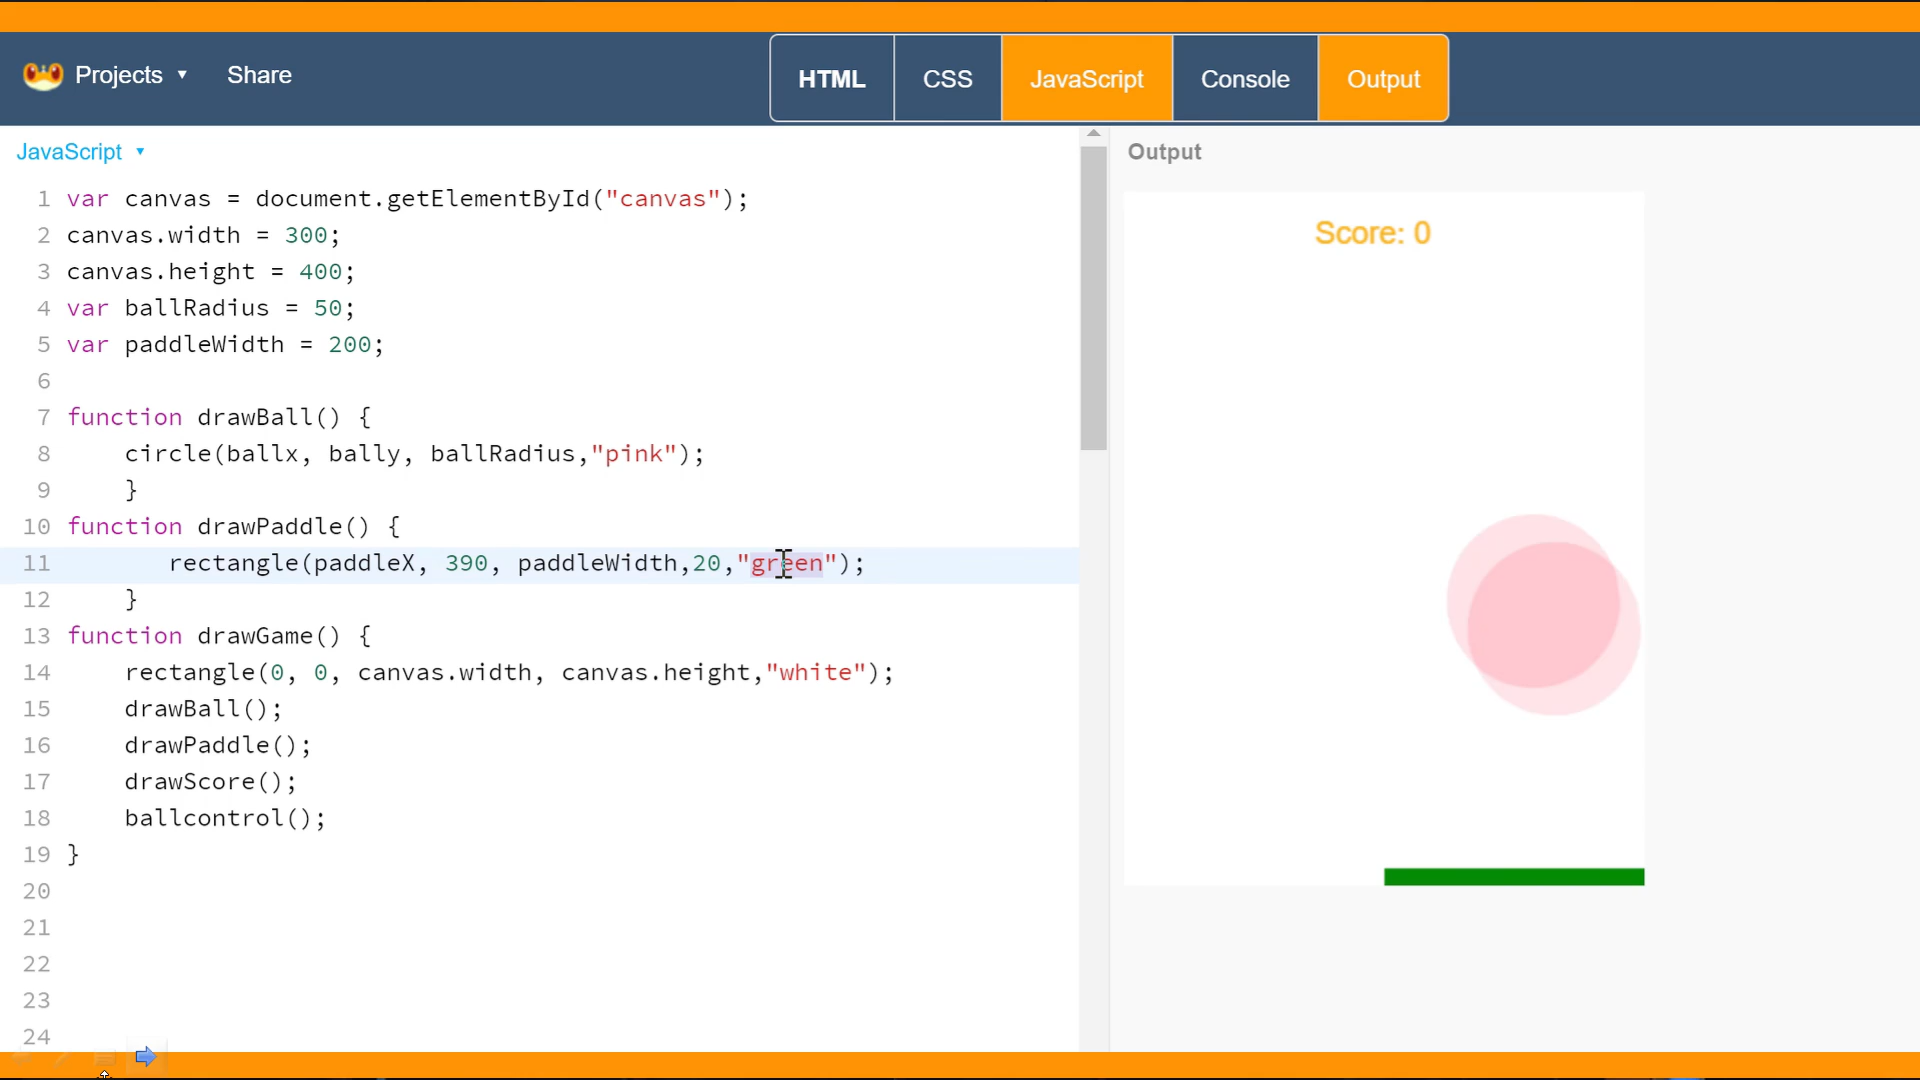 Projects ▼ Share HTML CSS JavaScript Console Output
JavaScript ▼
1 var canvas = document.getElementById("canvas");
2 canvas.width = 300;
3 canvas.height = 400;
4 var ballRadius = 50;
5 var paddleWidth = 200;
6
7 function drawBall() {
8     circle(ballx, bally, ballRadius,"pink");
9     }
10 function drawPaddle() {
11        rectangle(paddleX, 390, paddleWidth,20,"green");
12     }
13 function drawGame() {
14     rectangle(0, 0, canvas.width, canvas.height,"white");
15     drawBall();
16     drawPaddle();
17     drawScore();
18     ballcontrol();
19 }
20
21
22
23
24
Output
Score: 0